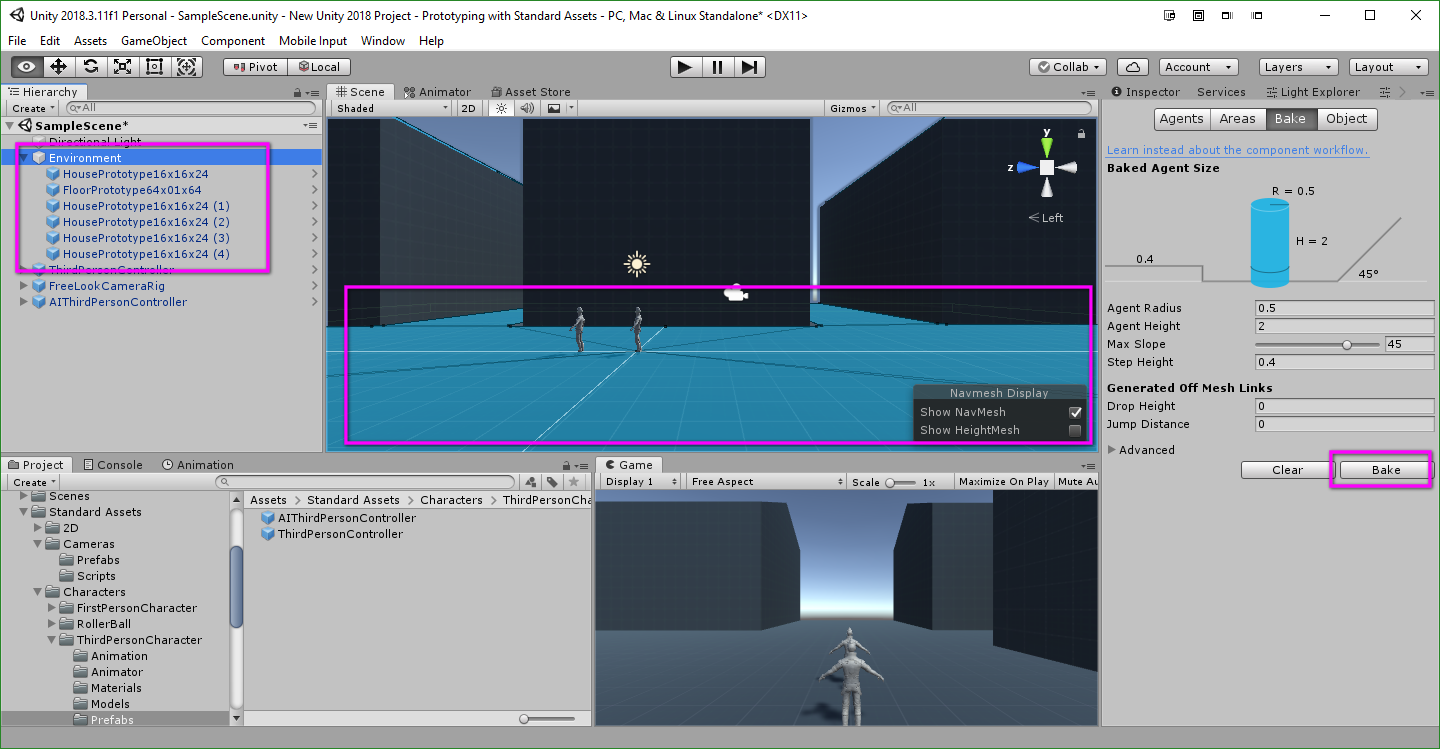 Unity 2018.3.11f1 Personal - SampleScene.unity - New Unity 2018 Project - Prototyping with Standard Assets - PC, Mac & Linux Standalone* <DX11>
File Edit Assets GameObject Component Mobile Input Window Help
Pivot Local Collab Account Layers Layout
Hierarchy
Create All
SampleScene*
Directional Light
Environment
HousePrototype16x16x24
FloorPrototype64x01x64
HousePrototype16x16x24 (1)
HousePrototype16x16x24 (2)
HousePrototype16x16x24 (3)
HousePrototype16x16x24 (4)
ThirdPersonController
FreeLookCameraRig
AIThirdPersonController
Scene Animator Asset Store
Shaded 2D Gizmos All
y
z
Left
Navmesh Display
Show NavMesh
Show HeightMesh
Inspector Services Light Explorer
Agents Areas Bake Object
Learn instead about the component workflow.
Baked Agent Size
R = 0.5
H = 2
0.4
45°
Agent Radius 0.5
Agent Height 2
Max Slope 45
Step Height 0.4
Generated Off Mesh Links
Drop Height 0
Jump Distance 0
Advanced
Clear Bake
Project Console Animation
Create
Scenes
Standard Assets
2D
Cameras
Prefabs
Scripts
Characters
FirstPersonCharacter
RollerBall
ThirdPersonCharacter
Animation
Animator
Materials
Models
Prefabs
Assets Standard Assets Characters ThirdPersonCha
AIThirdPersonController
ThirdPersonController
Game
Display 1 Free Aspect Scale 1x Maximize On Play Mute Au